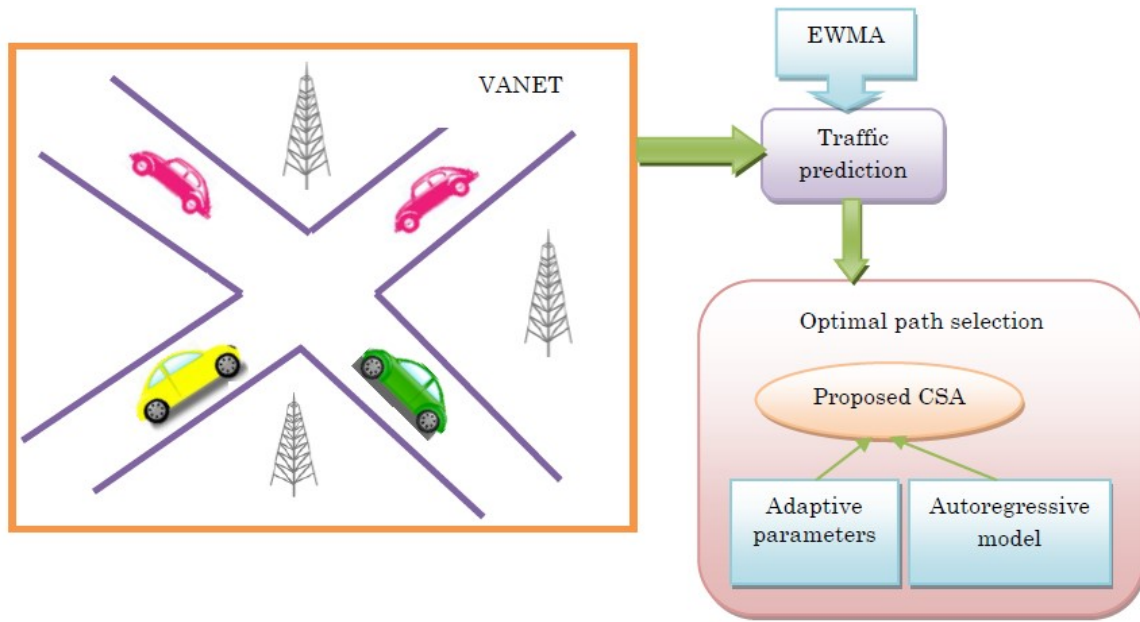 VANET
EWMA
Traffic
prediction
Optimal path selection
Proposed CSA
Adaptive
parameters
Autoregressive
model